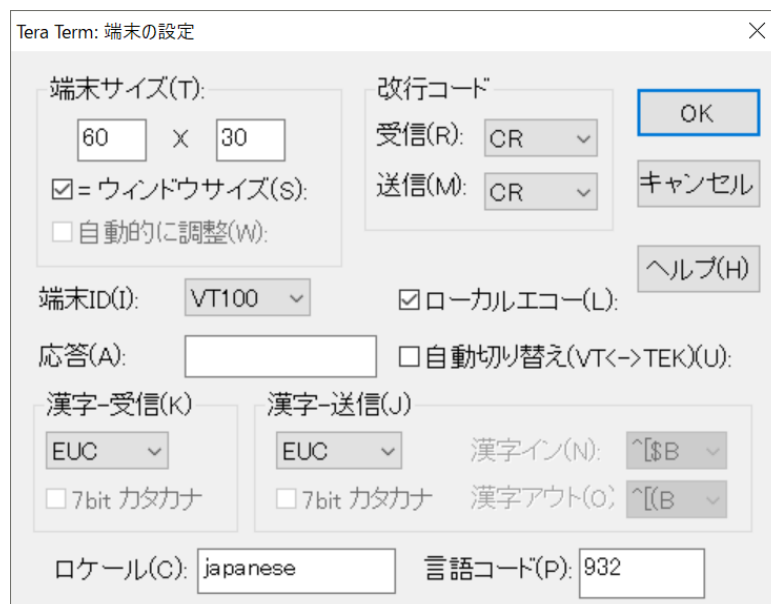 Tera Term: 端末の設定
端末サイズ(T):
60 X 30
= ウィンドウサイズ(S):
自動的に調整(W):
改行コード
受信(R): CR
送信(M): CR
OK
キャンセル
ヘルプ(H)
端末ID(I): VT100
ローカルエコー(L):
応答(A):
自動切り替え(VT<->TEK)(U):
漢字-受信(K)
EUC
7bit カタカナ
漢字-送信(J)
EUC
7bit カタカナ
漢字イン(N): ^[$B
漢字アウト(O) ^[(B
ロケール(C): japanese
言語コード(P): 932